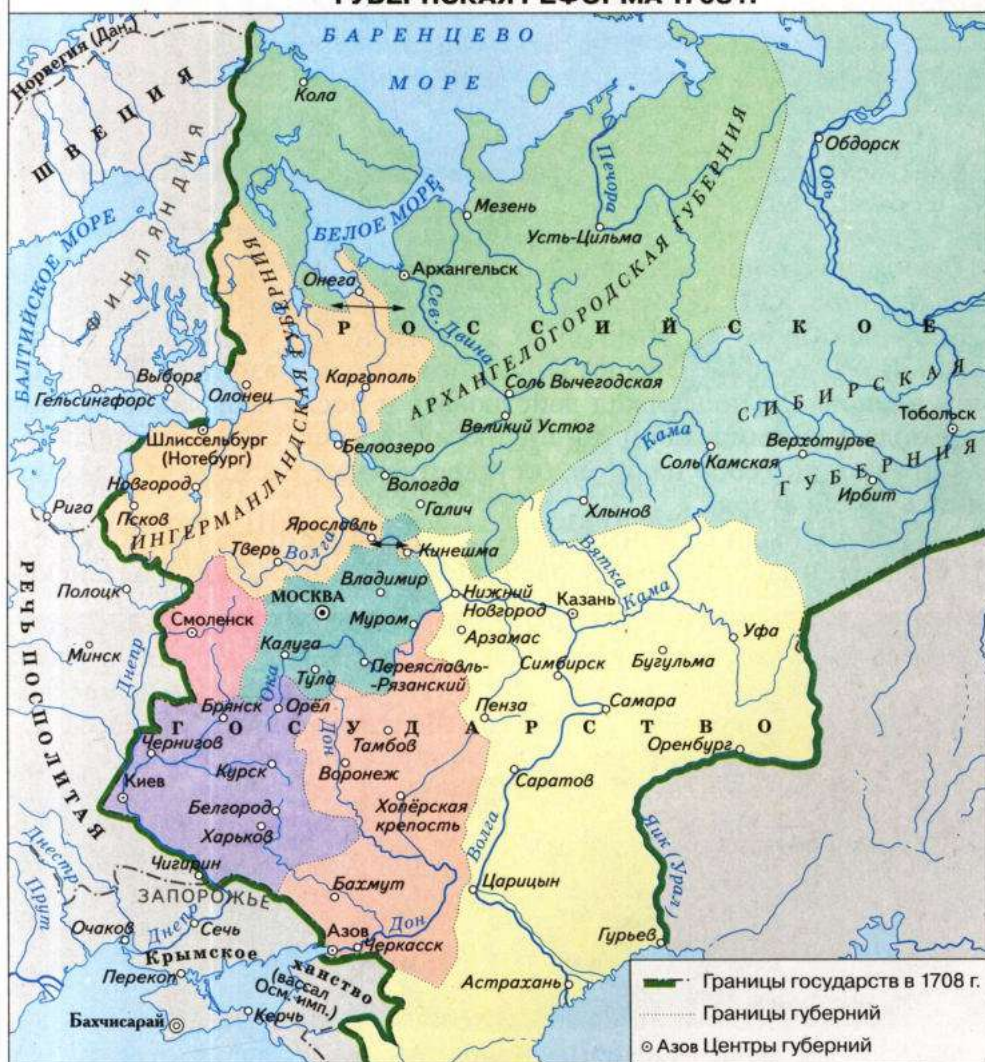 ГУБЕРНСКАЯ РЕФОРМА 1708 г.
БАРЕНЦЕВО
МОРЕ
Норвегия (Дан.)
ШВЕЦИЯ
Кола
Обдорск
Обь
Печора
Мезень
Усть-Цильма
БЕЛОЕ МОРЕ
БАЛТИЙСКОЕ МОРЕ
ФИНЛЯНДИЯ
Онега
Архангельск
Сев. Двина
РОССИЙСКОЕ
АРХАНГЕЛОГОРОДСКАЯ ГУБЕРНИЯ
ИНГЕРМАНЛАНДСКАЯ ГУБЕРНИЯ
СИБИРСКАЯ
ГУБЕРНИЯ
Выборг
Гельсингфорс
Олонец
Каргополь
Соль Вычегодская
Великий Устюг
Тобольск
Кама
Верхотурье
Соль Камская
Ирбит
Шлиссельбург
(Нотебург)
Белоозеро
Новгород
Вологда
Галич
Хлынов
Рига
Псков
Ярославль
Кинешма
Тверь
Волга
Вятка
Кама
РЕЧЬ ПОСПОЛИТАЯ
Полоцк
Владимир
МОСКВА
Нижний
Новгород
Казань
Смоленск
Муром
Арзамас
Уфа
Минск
Днепр
Калуга
Тула
Ока
Переяславль-
-Рязанский
Симбирск
Бугульма
Брянск
Орёл
Пенза
Самара
ГОСУДАРСТВО
Чернигов
Дон
Тамбов
Оренбург
Киев
Курск
Воронеж
Саратов
Белгород
Хопёрская
крепость
Харьков
Волга
Яик (Урал)
Днестр
Чигирин
Прут
ЗАПОРОЖЬЕ
Бахмут
Царицын
Днепр
Сечь
Очаков
Азов
Дон
Черкасск
Гурьев
Крымское
ханство
(вассал
Осм. имп.)
Перекоп
Астрахань
Бахчисарай
Керчь
Границы государств в 1708 г.
Границы губерний
Азов Центры губерний